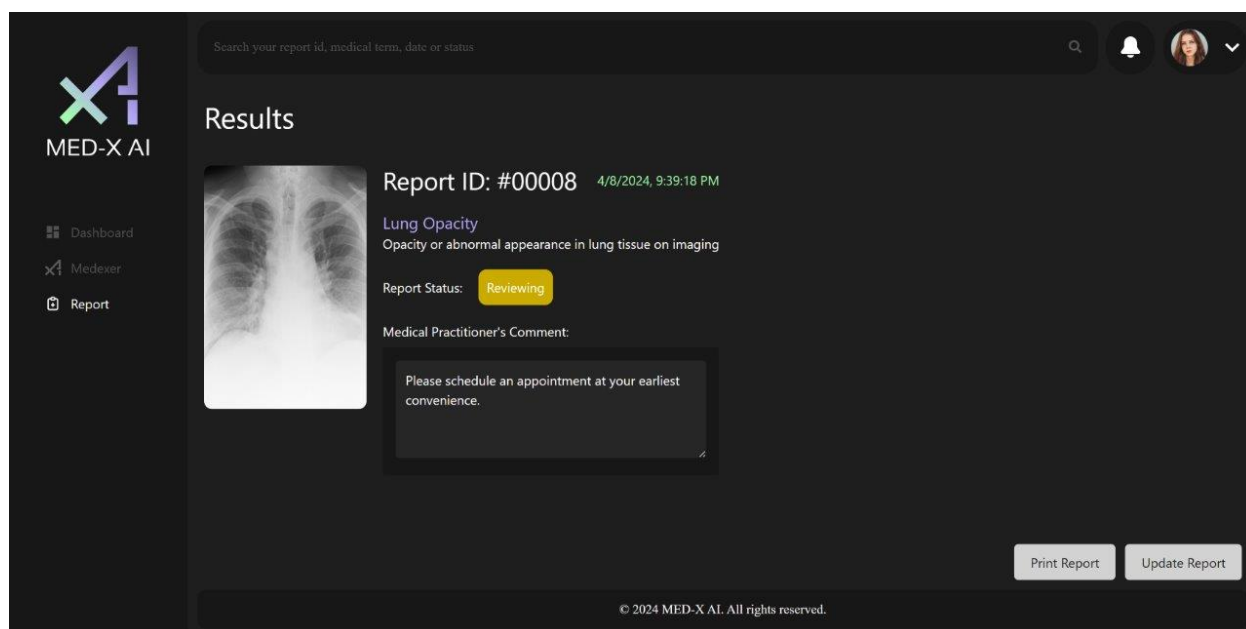 MED-X AI
Dashboard
Medexer
Report
Search your report id, medical term, date or status
Results
Report ID: #00008 4/8/2024, 9:39:18 PM
Lung Opacity
Opacity or abnormal appearance in lung tissue on imaging
Report Status: Reviewing
Medical Practitioner's Comment:
Please schedule an appointment at your earliest
convenience.
Print Report Update Report
© 2024 MED-X AI. All rights reserved.